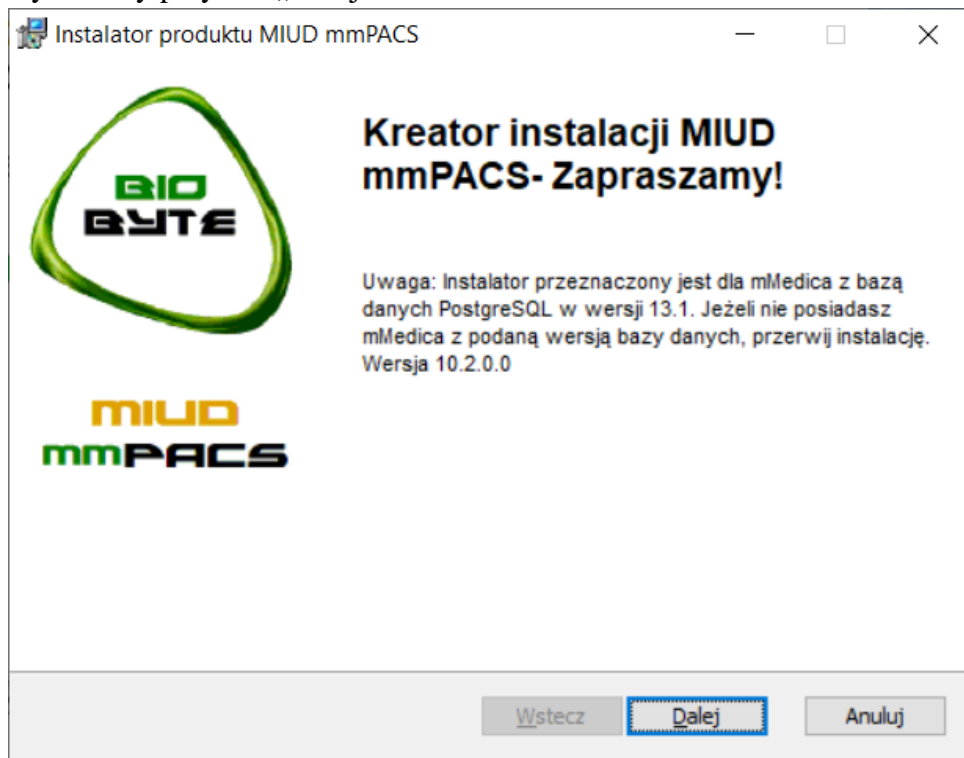 Instalator produktu MIUD mmPACS
BIO
BYTE
MIUD
mmPACS
Kreator instalacji MIUD
mmPACS- Zapraszamy!
Uwaga: Instalator przeznaczony jest dla mMedica z bazą
danych PostgreSQL w wersji 13.1. Jeżeli nie posiadasz
mMedica z podaną wersją bazy danych, przerwij instalację.
Wersja 10.2.0.0
Wstecz
Dalej
Anuluj